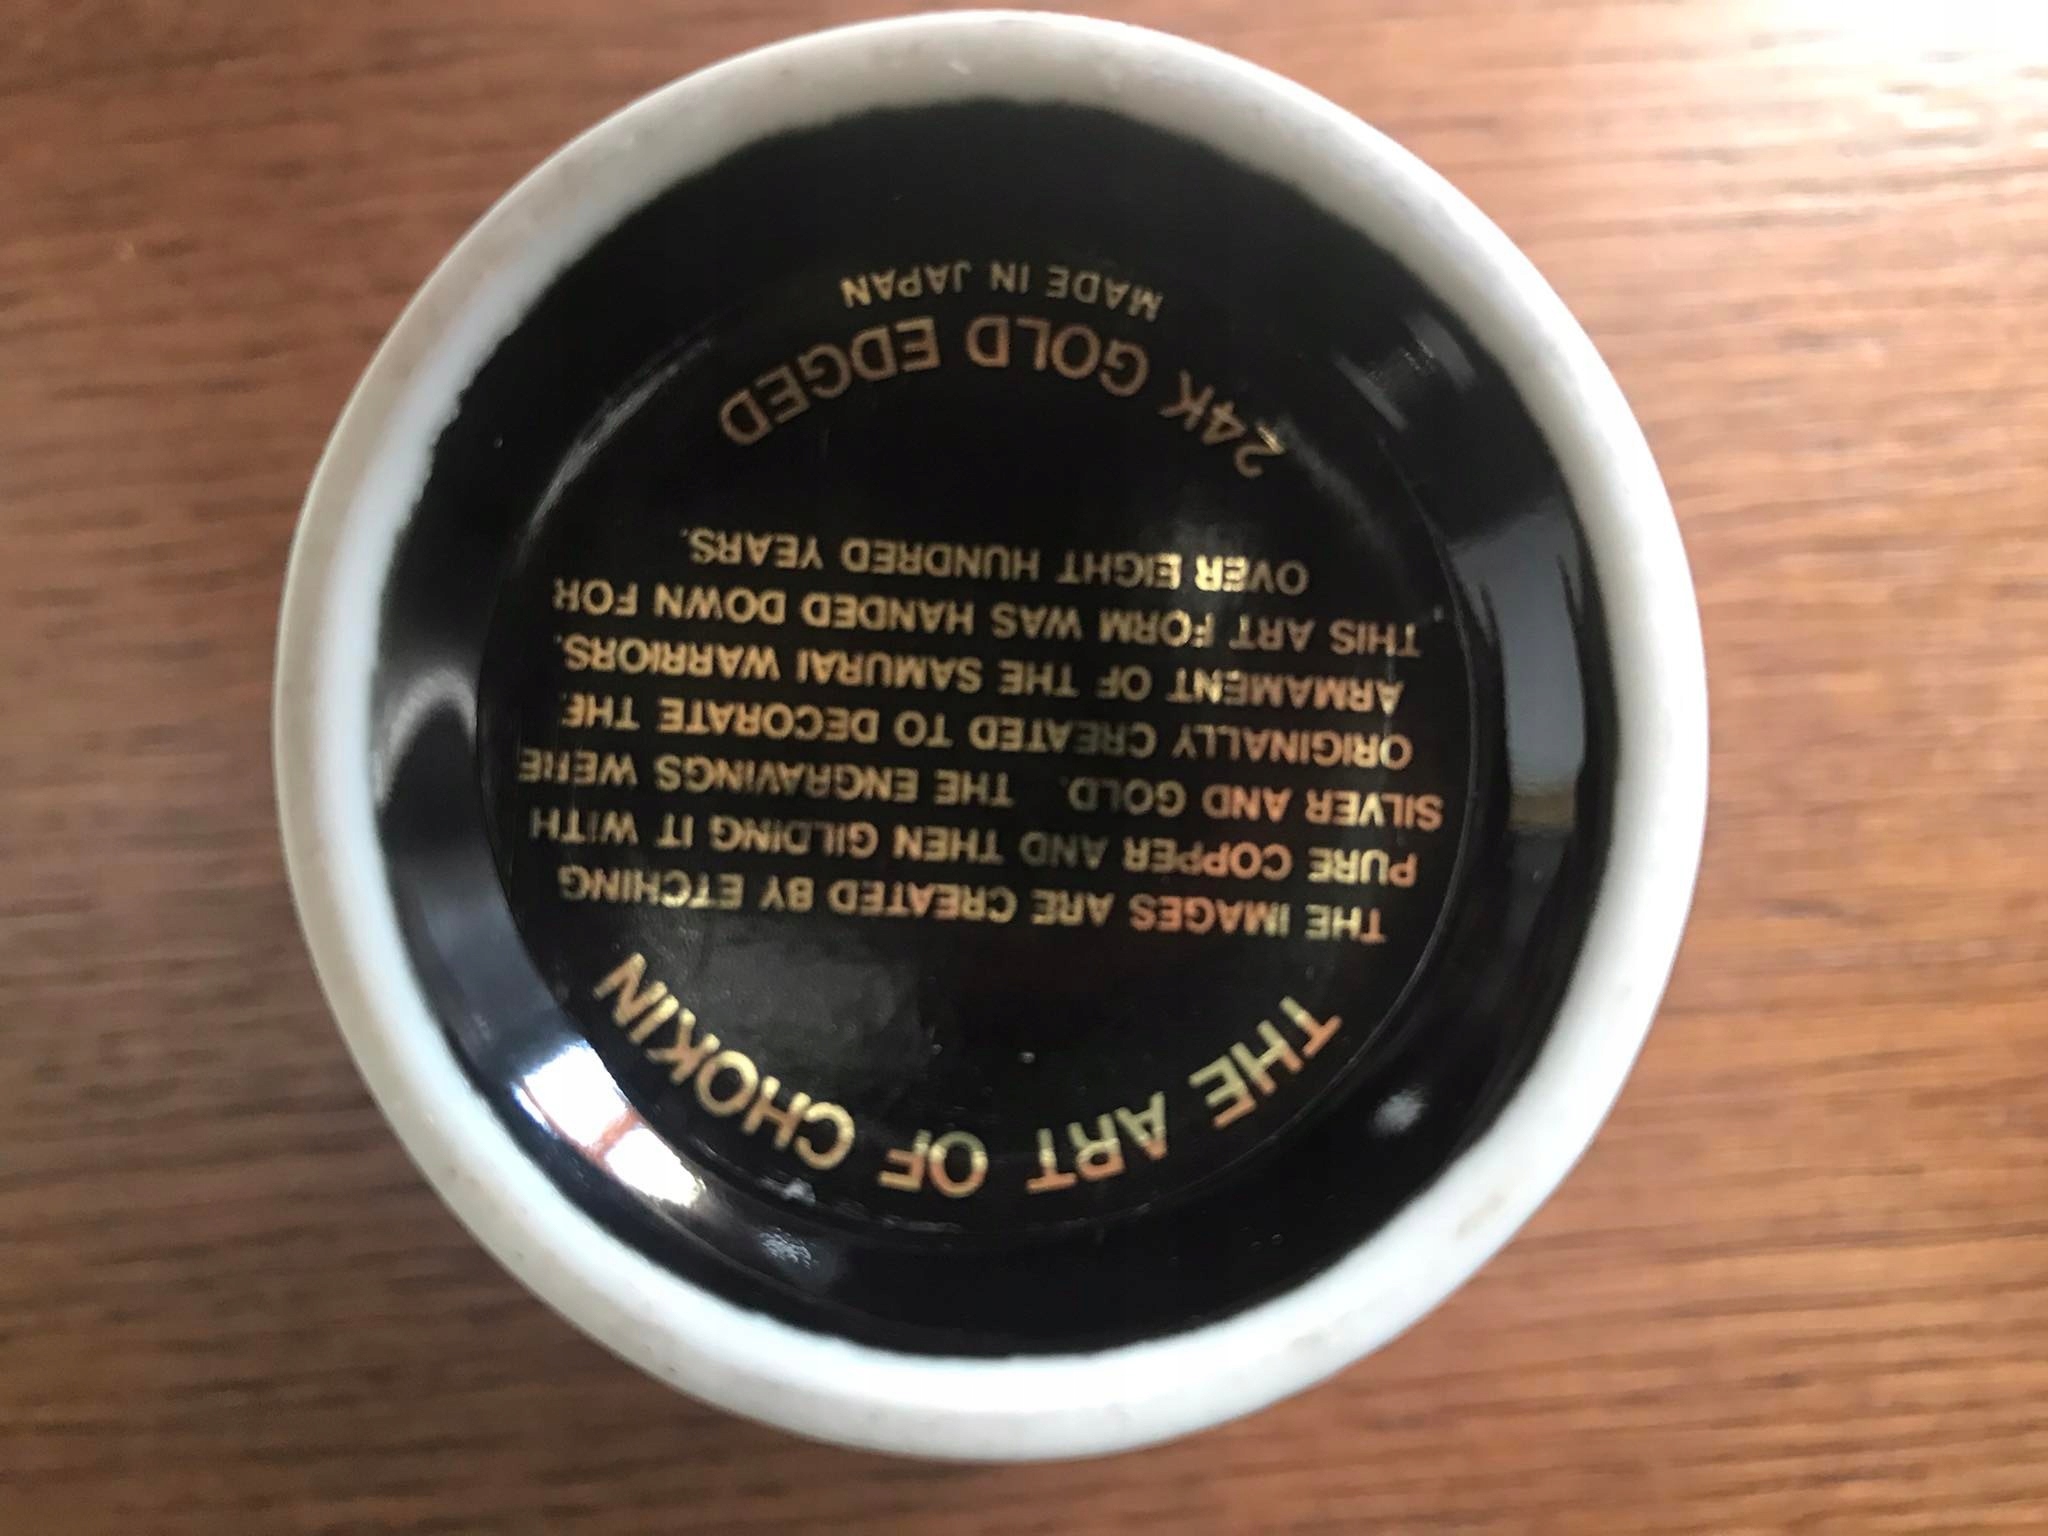 THE ART OF CHOKIN
THE IMAGES ARE CREATED BY ETCHING
PURE COPPER AND THEN GILDING IT WITH
SILVER AND GOLD. THE ENGRAVINGS WERE
ORIGINALLY CREATED TO DECORATE THE
ARMAMENT OF THE SAMURAI WARRIORS.
THIS ART FORM WAS HANDED DOWN FOR
OVER EIGHT HUNDRED YEARS.
24K GOLD EDGED
MADE IN JAPAN